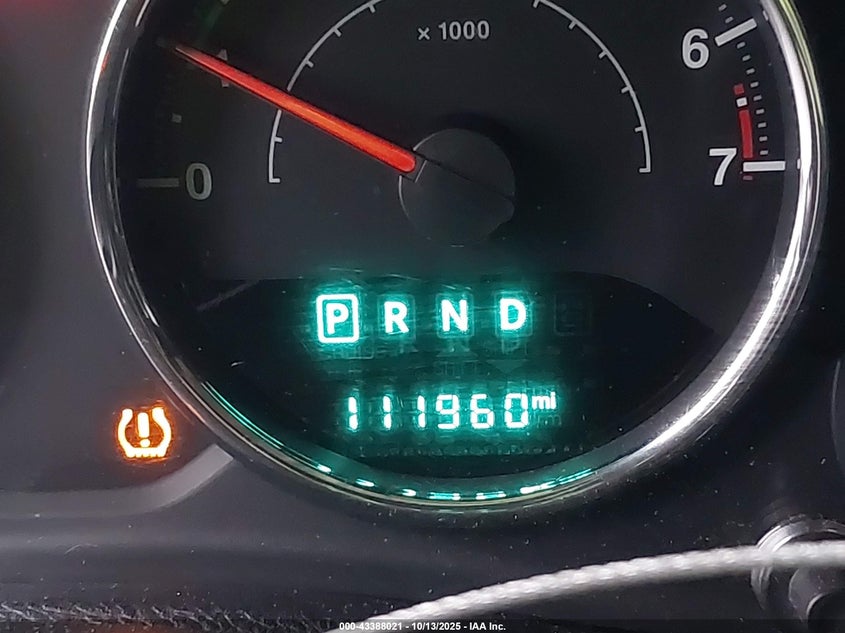 x 1000
6
7
0
P R N D
111960 mi
000-43388021 - 10/13/2025 - IAA Inc.